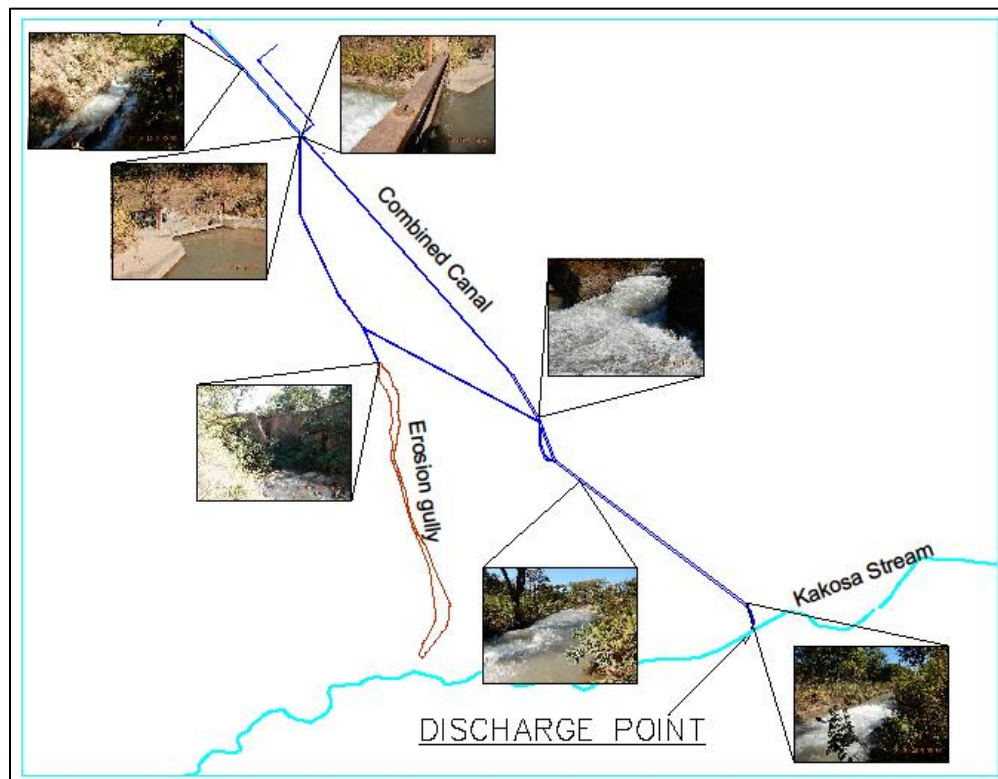 Combined Canal
Erosion gully
Kakosa Stream
DISCHARGE POINT